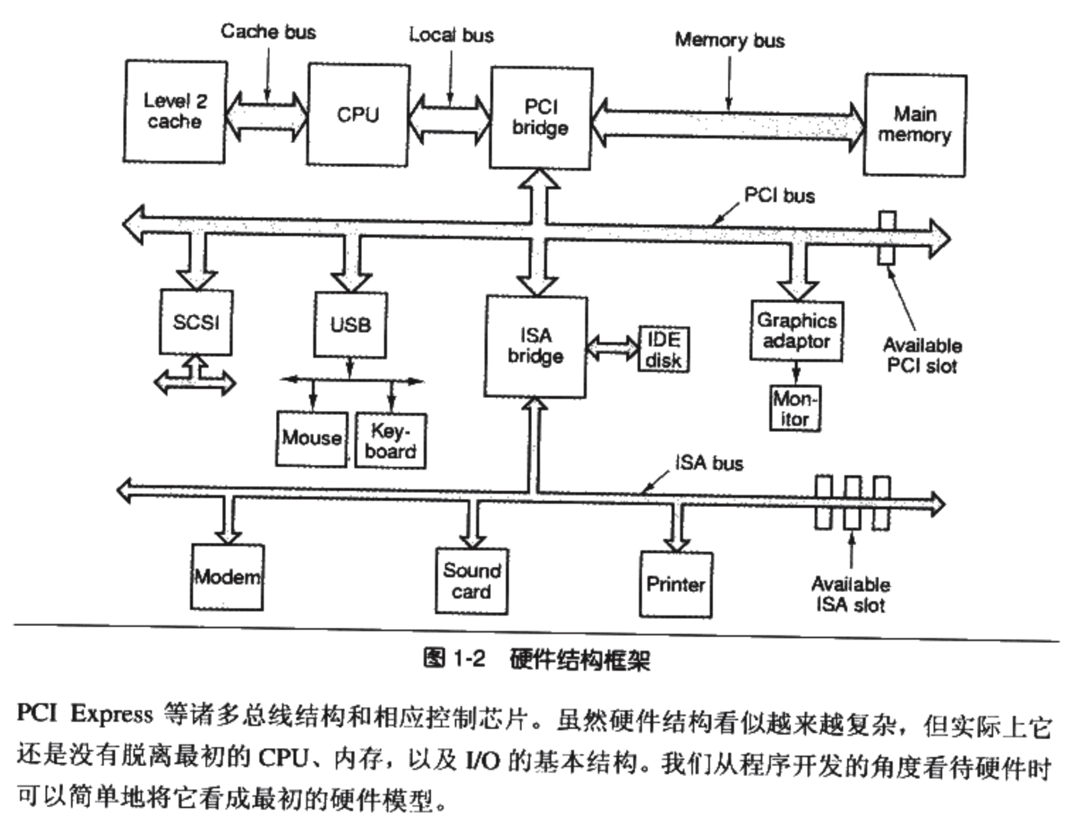 Cache bus
Local bus
Memory bus
Level 2
cache
CPU
PCI
bridge
Main
memory
PCI bus
SCSI
USB
ISA
bridge
IDE
disk
Graphics
adaptor
Available
PCI slot
Mouse
Key-
board
Mon-
itor
ISA bus
Modem
Sound
card
Printer
Available
ISA slot
图 1-2 硬件结构框架
PCI Express 等诸多总线结构和相应控制芯片。虽然硬件结构看似越来越复杂，但实际上它
还是没有脱离最初的 CPU、内存，以及 I/O 的基本结构。我们从程序开发的角度看待硬件时
可以简单地将它看成最初的硬件模型。